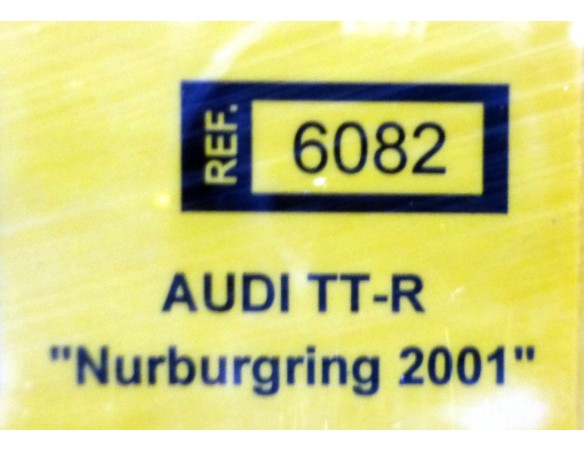 REF. 6082
AUDI TT-R
"Nurburgring 2001"